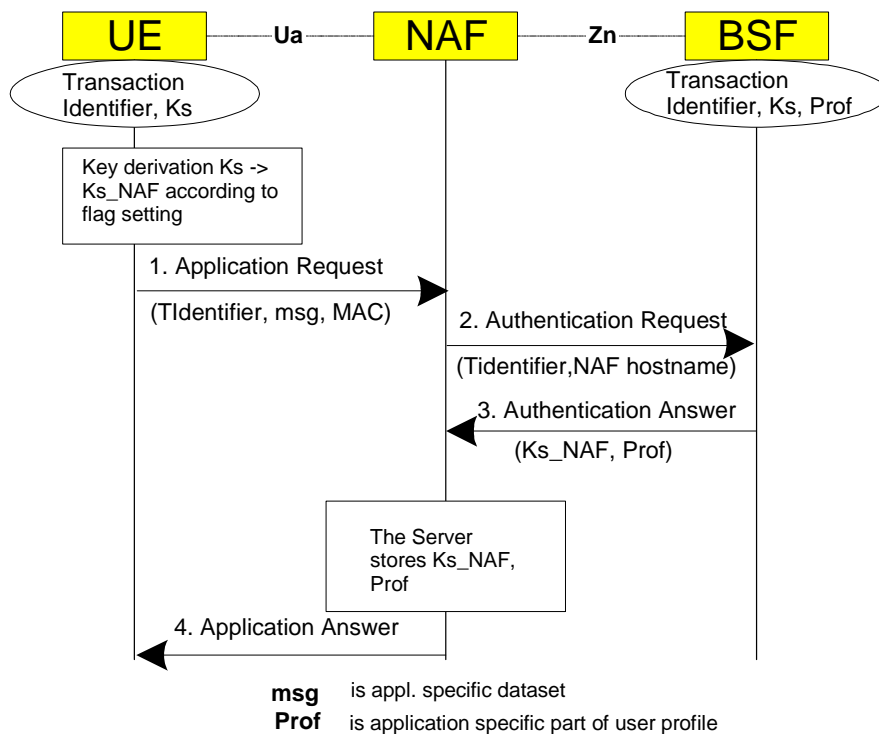 UE Ua NAF Zn BSF
Transaction
Identifier, Ks
Transaction
Identifier, Ks, Prof
Key derivation Ks ->
Ks_NAF according to
flag setting
1. Application Request
(TIdentifier, msg, MAC)
2. Authentication Request
(Tidentifier,NAF hostname)
3. Authentication Answer
(Ks_NAF, Prof)
The Server
stores Ks_NAF,
Prof
4. Application Answer
msg is appl. specific dataset
Prof is application specific part of user profile